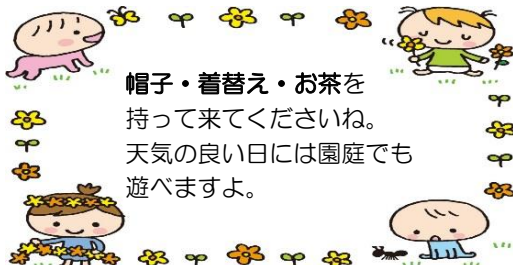 帽子・着替え・お茶を
持って来てくださいね。
天気の良い日には園庭でも
遊べますよ。